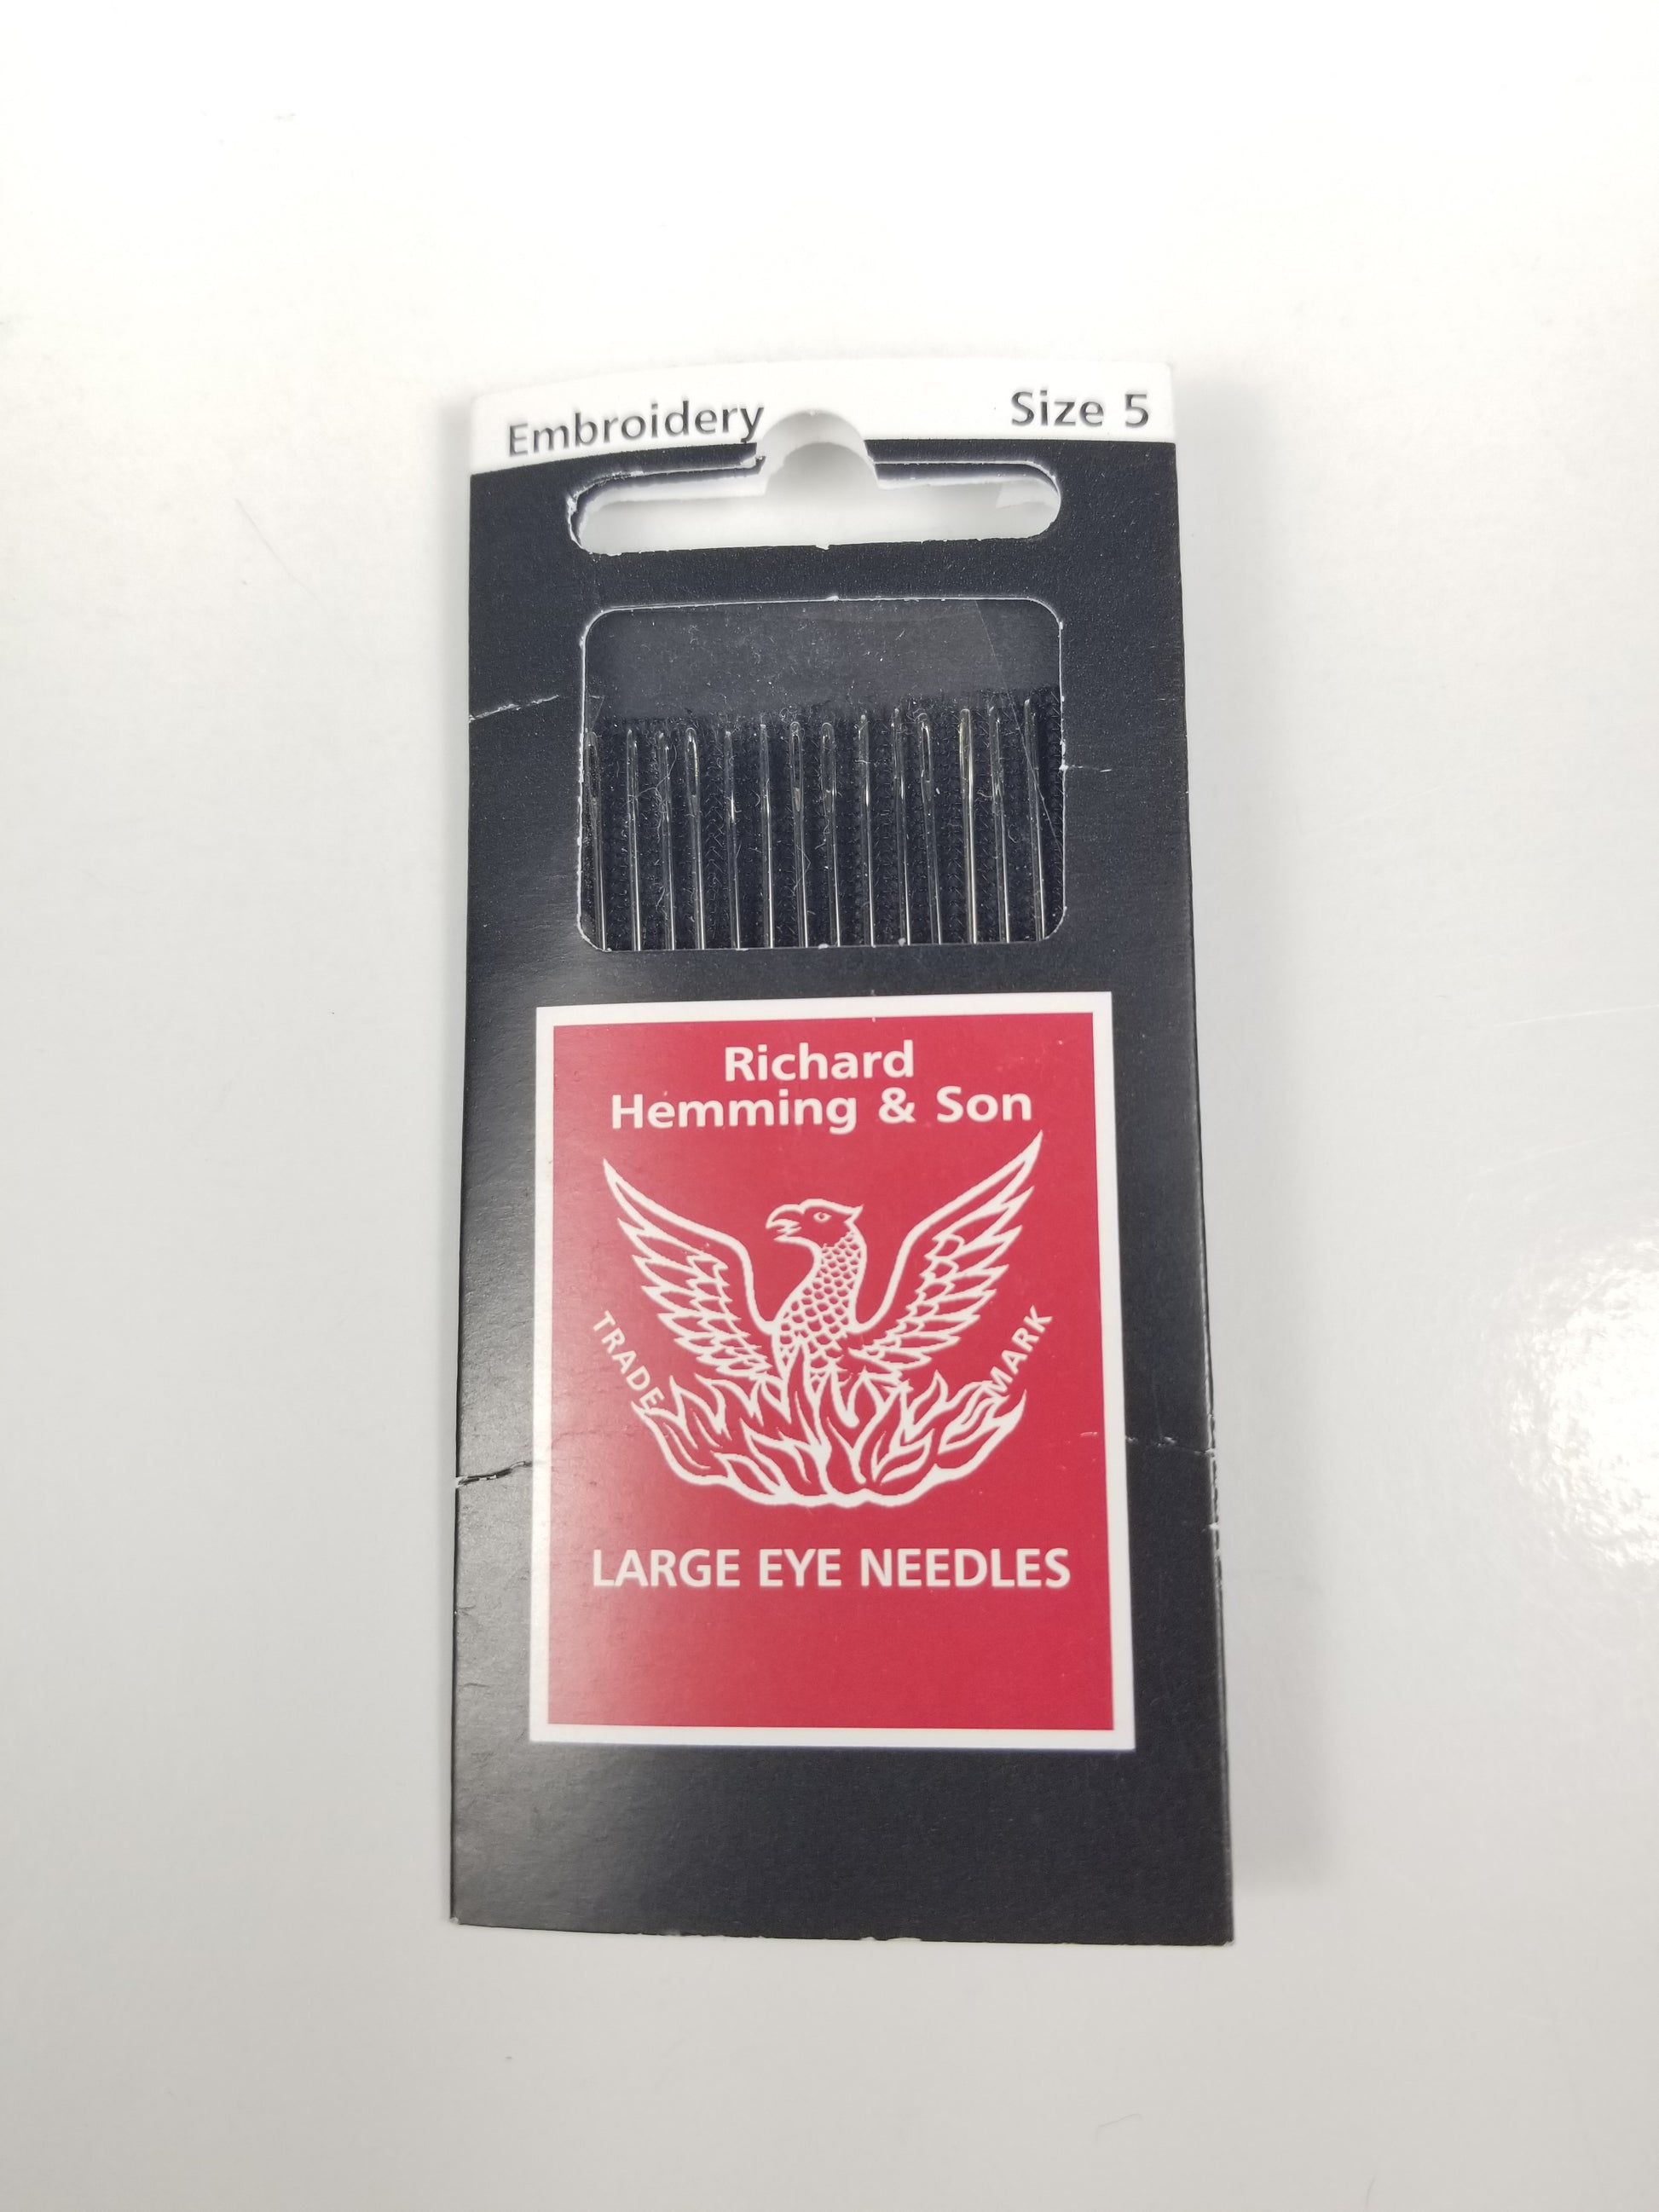 Embroidery Size 5
Richard
Hemming & Son
TRADE MARK
LARGE EYE NEEDLES